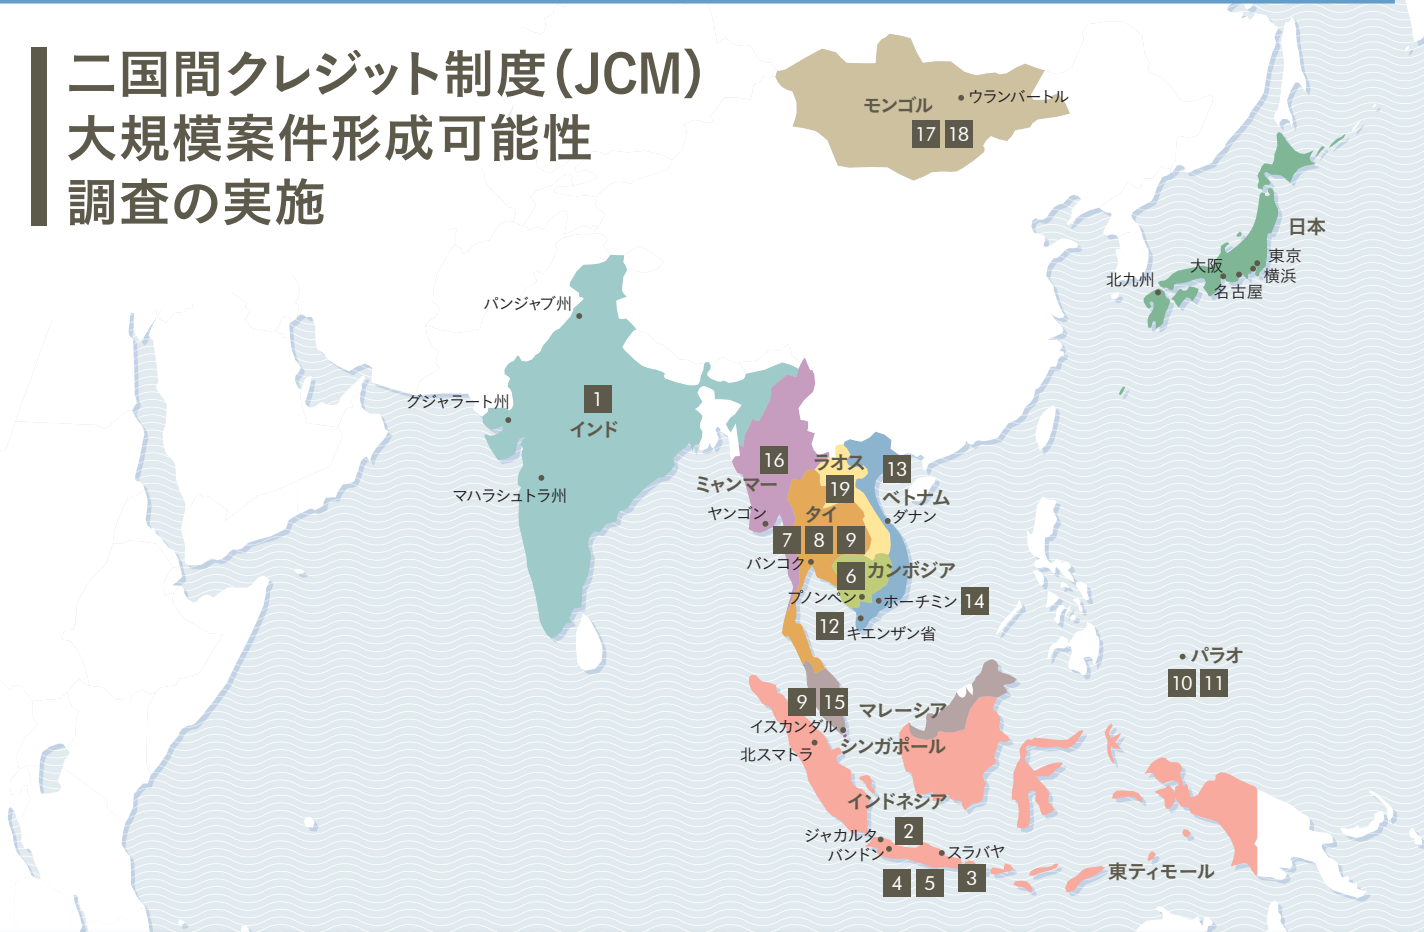 二国間クレジット制度（JCM）
大規模案件形成可能性
調査の実施
モンゴル
ウランバートル
17 18
日本
東京
大阪
横浜
北九州
名古屋
パンジャブ州
グジャラート州
1
インド
マハラシュトラ州
16
ミャンマー
ヤンゴン
ラオス
19
13
ベトナム
ダナン
タイ
7 8 9
バンコク
6
カンボジア
プノンペン
ホーチミン 14
12 キエンザン省
パラオ
10 11
9 15
マレーシア
イスカンダル
シンガポール
北スマトラ
インドネシア
2
ジャカルタ
バンドン
スラバヤ
4 5 3
東ティモール